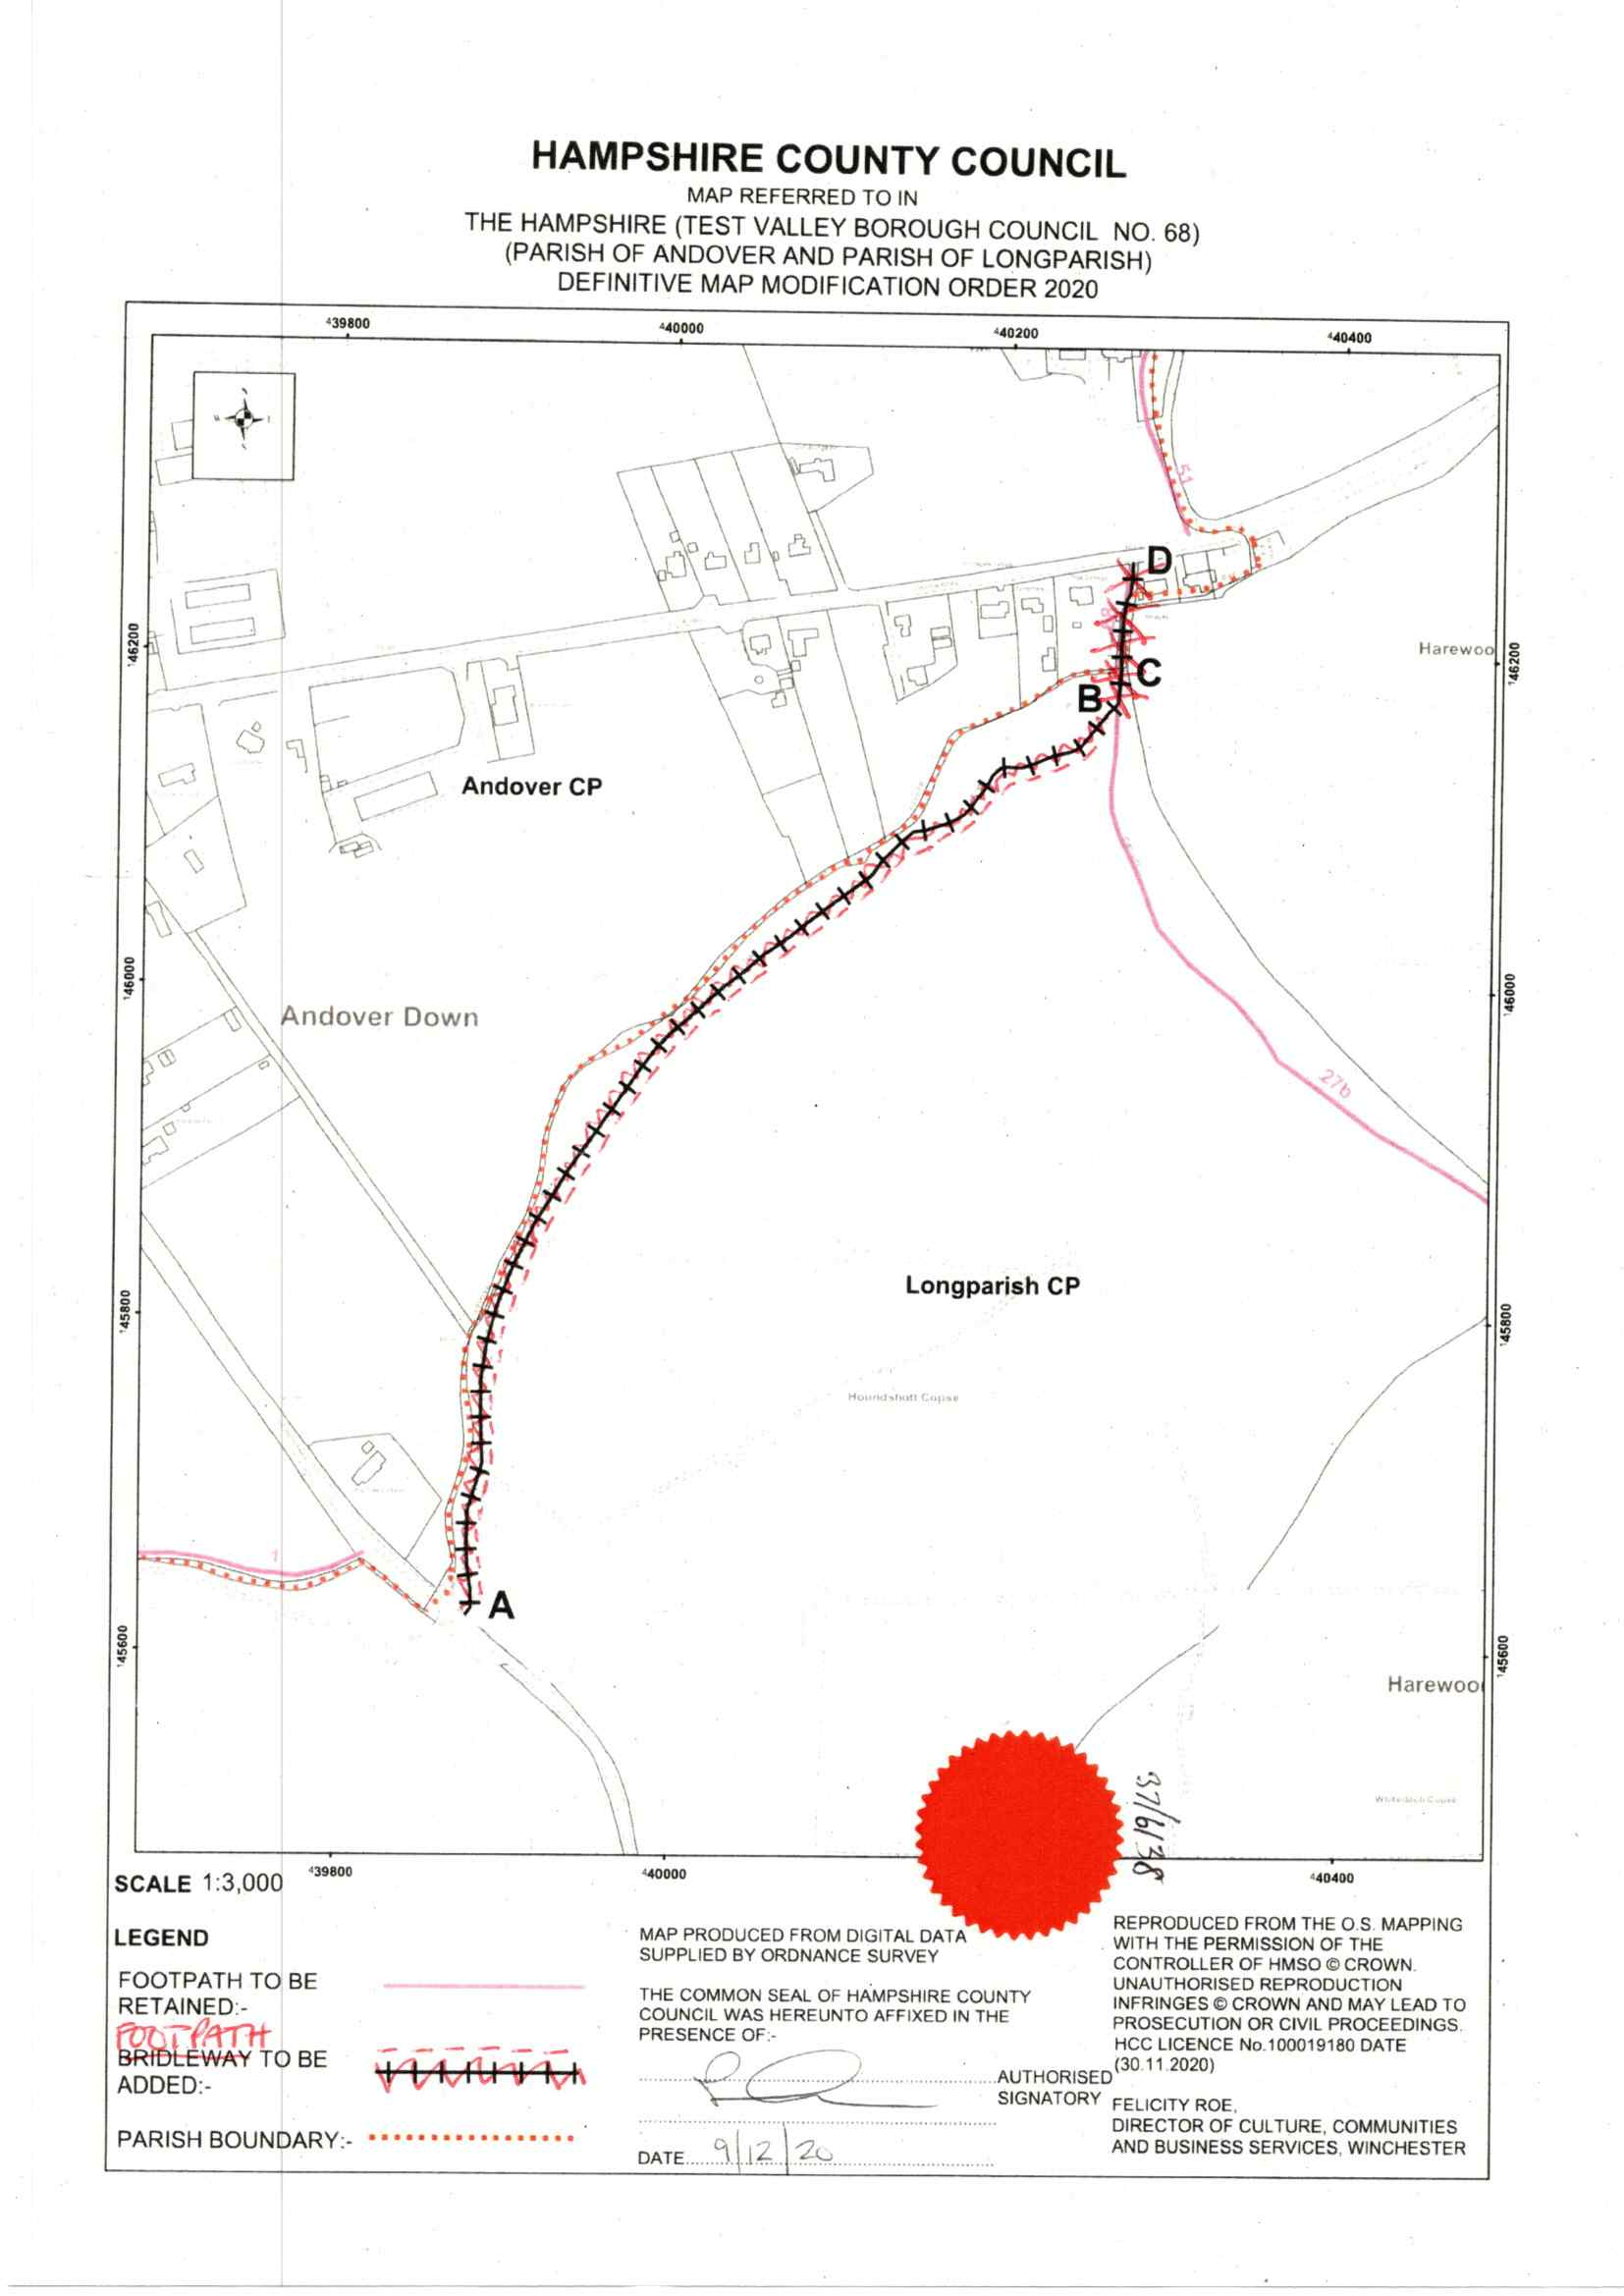 HAMPSHIRE COUNTY COUNCIL
MAP REFERRED TO IN
THE HAMPSHIRE (TEST VALLEY BOROUGH COUNCIL NO. 68)
(PARISH OF ANDOVER AND PARISH OF LONGPARISH)
DEFINITIVE MAP MODIFICATION ORDER 2020
439800
440000
440200
440400
51
D
146200
Harewoo
146200
C
B
Andover CP
146000
146000
Andover Down
27b
145800
Longparish CP
145800
Houndshott Copse
1
A
145600
145600
Harewoo
37/6/38
439800
440000
440400
SCALE 1:3,000
LEGEND
FOOTPATH TO BE
RETAINED:-
FOOTPATH
BRIDLEWAY TO BE
ADDED:-
PARISH BOUNDARY:-
MAP PRODUCED FROM DIGITAL DATA
SUPPLIED BY ORDNANCE SURVEY
THE COMMON SEAL OF HAMPSHIRE COUNTY
COUNCIL WAS HEREUNTO AFFIXED IN THE
PRESENCE OF:-
AUTHORISED
SIGNATORY
DATE 9/12/20
REPRODUCED FROM THE O.S. MAPPING
WITH THE PERMISSION OF THE
CONTROLLER OF HMSO © CROWN.
UNAUTHORISED REPRODUCTION
INFRINGES © CROWN AND MAY LEAD TO
PROSECUTION OR CIVIL PROCEEDINGS.
HCC LICENCE No.100019180 DATE
(30.11.2020)
FELICITY ROE,
DIRECTOR OF CULTURE, COMMUNITIES
AND BUSINESS SERVICES, WINCHESTER